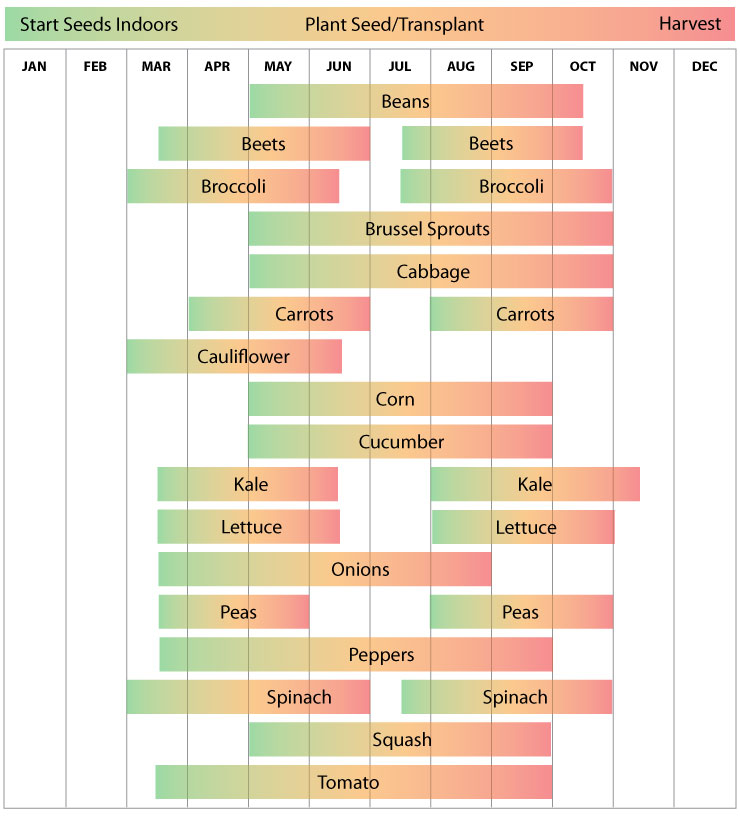 Start Seeds Indoors Plant Seed/Transplant Harvest
JAN FEB MAR APR MAY JUN JUL AUG SEP OCT NOV DEC
Beans
Beets Beets
Broccoli Broccoli
Brussel Sprouts
Cabbage
Carrots Carrots
Cauliflower
Corn
Cucumber
Kale Kale
Lettuce Lettuce
Onions
Peas Peas
Peppers
Spinach Spinach
Squash
Tomato